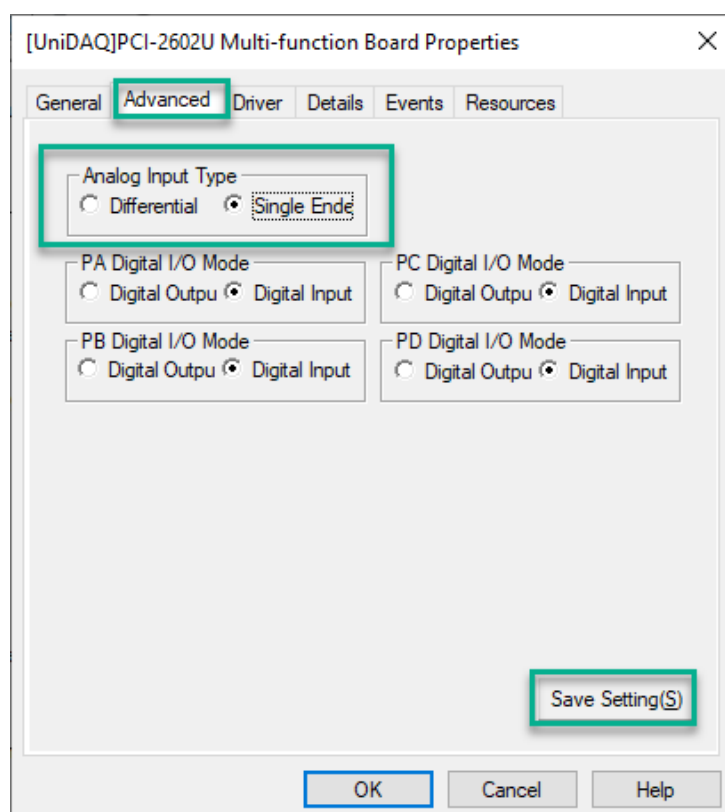 [UniDAQ]PCI-2602U Multi-function Board Properties
General Advanced Driver Details Events Resources
Analog Input Type
Differential Single Ende
PA Digital I/O Mode PC Digital I/O Mode
Digital Outpu Digital Input Digital Outpu Digital Input
PB Digital I/O Mode PD Digital I/O Mode
Digital Outpu Digital Input Digital Outpu Digital Input
Save Setting(S)
OK Cancel Help